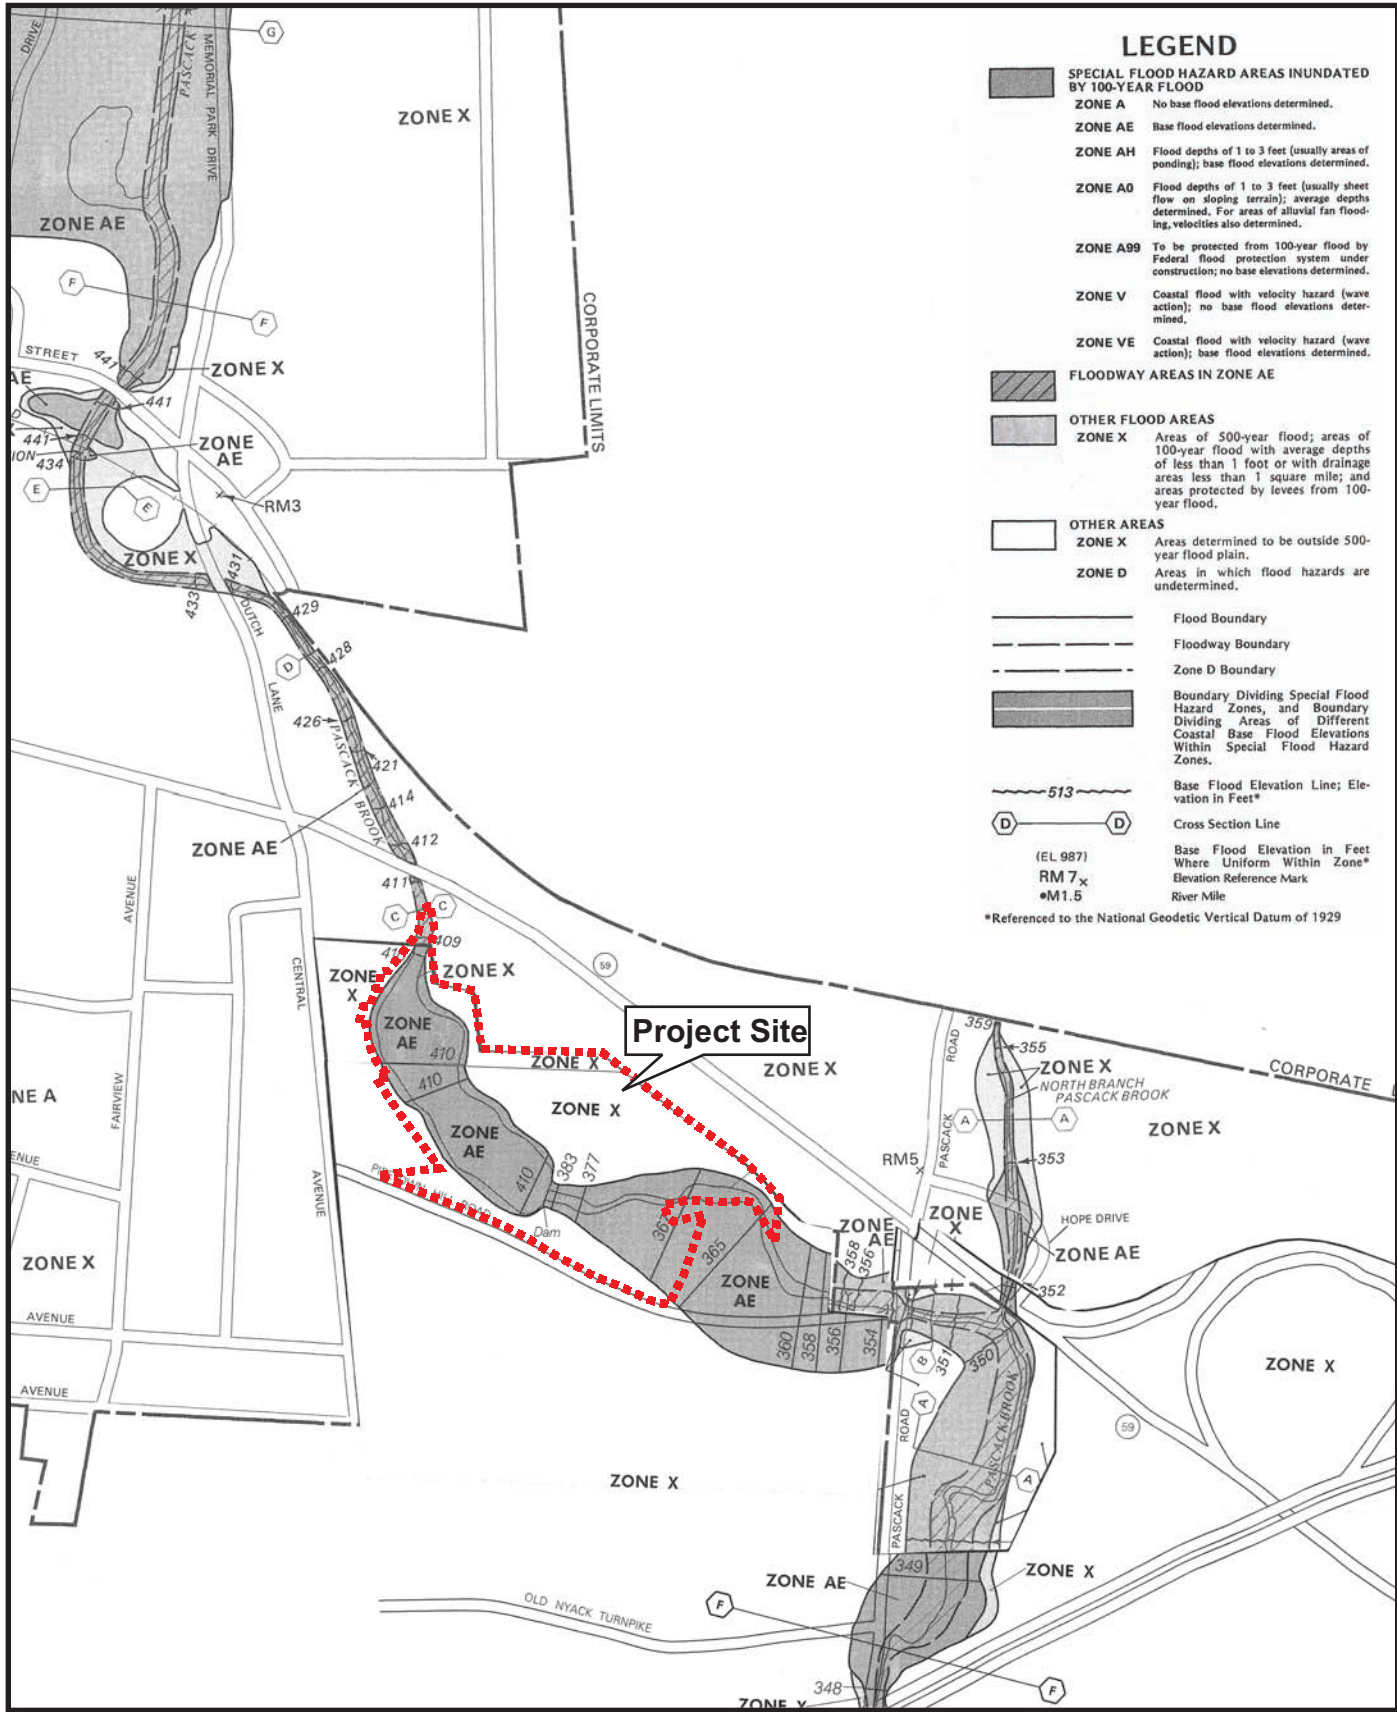 LEGEND
SPECIAL FLOOD HAZARD AREAS INUNDATED
BY 100-YEAR FLOOD
ZONE A No base flood elevations determined.
ZONE AE Base flood elevations determined.
ZONE AH Flood depths of 1 to 3 feet (usually areas of
ponding); base flood elevations determined.
ZONE A0 Flood depths of 1 to 3 feet (usually sheet
flow on sloping terrain); average depths
determined. For areas of alluvial fan flood-
ing, velocities also determined.
ZONE A99 To be protected from 100-year flood by
Federal flood protection system under
construction; no base elevations determined.
ZONE V Coastal flood with velocity hazard (wave
action); no base flood elevations deter-
mined.
ZONE VE Coastal flood with velocity hazard (wave
action); base flood elevations determined.
FLOODWAY AREAS IN ZONE AE
OTHER FLOOD AREAS
ZONE X Areas of 500-year flood; areas of
100-year flood with average depths
of less than 1 foot or with drainage
areas less than 1 square mile; and
areas protected by levees from 100-
year flood.
OTHER AREAS
ZONE X Areas determined to be outside 500-
year flood plain.
ZONE D Areas in which flood hazards are
undetermined.
Flood Boundary
Floodway Boundary
Zone D Boundary
Boundary Dividing Special Flood
Hazard Zones, and Boundary
Dividing Areas of Different
Coastal Base Flood Elevations
Within Special Flood Hazard
Zones.
513 Base Flood Elevation Line; Ele-
vation in Feet*
D D Cross Section Line
(EL 987) Base Flood Elevation in Feet
Where Uniform Within Zone*
RM 7x Elevation Reference Mark
•M1.5 River Mile
*Referenced to the National Geodetic Vertical Datum of 1929
DRIVE
PASCACK
MEMORIAL PARK DRIVE
G
ZONE X
ZONE AE
F
F
CORPORATE LIMITS
STREET
441
ZONE X
AE
441
441
ZONE
AE
ION
434
E
E
RM3
ZONE X
431
433
DUTCH
LANE
429
D
428
426
PASCACK BROOK
421
414
412
ZONE AE
411
C
C
409
AVENUE
CENTRAL
AVENUE
FAIRVIEW
NE A
ENUE
ZONE X
AVENUE
AVENUE
ZONE
X
ZONE X
59
ZONE
AE
410
410
ZONE X
Project Site
ZONE X
ZONE X
ZONE
AE
410
383
377
Dam
HILL ROAD
367
365
ZONE
AE
360
358
356
354
ZONE
AE
358
356
359
355
ROAD
PASCACK
ZONE X
NORTH BRANCH
PASCACK BROOK
A
A
CORPORATE
ZONE X
RM5
353
ZONE
X
HOPE DRIVE
ZONE AE
352
B
351
350
A
A
ROAD
PASCACK
PASCACK BROOK
59
ZONE X
ZONE X
349
ZONE AE
ZONE X
F
F
OLD NYACK TURNPIKE
348
ZONE X